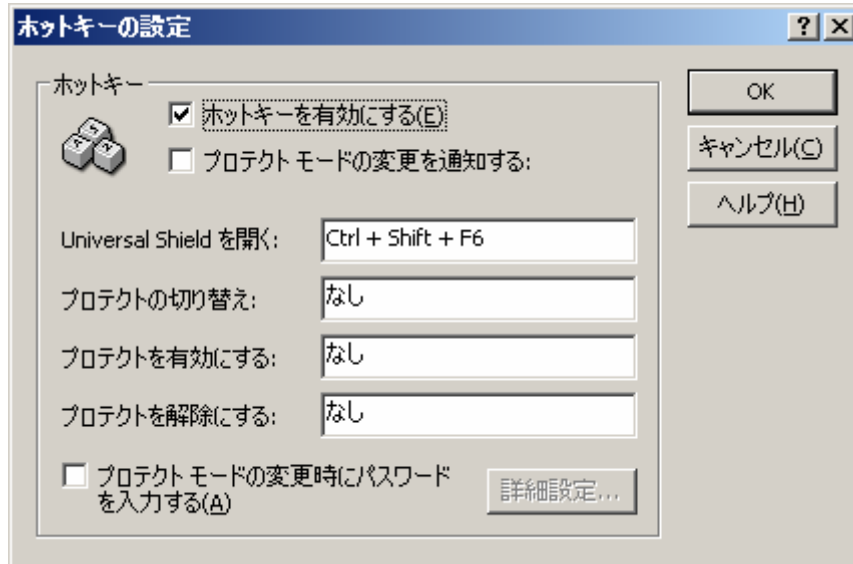 ホットキーの設定
ホットキー
ホットキーを有効にする(E)
プロテクト モードの変更を通知する:
Universal Shield を開く: Ctrl + Shift + F6
プロテクトの切り替え: なし
プロテクトを有効にする: なし
プロテクトを解除にする: なし
プロテクト モードの変更時にパスワード
を入力する(A)
詳細設定...
OK
キャンセル(C)
ヘルプ(H)